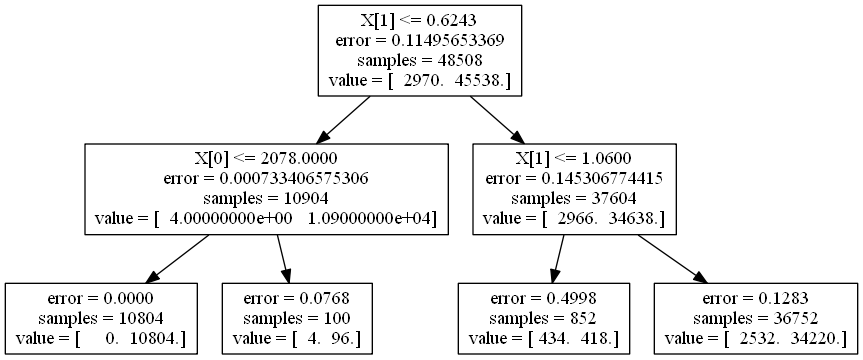 X[1] <= 0.6243
error = 0.11495653369
samples = 48508
value = [  2970.  45538.]
X[0] <= 2078.0000
error = 0.000733406575306
samples = 10904
value = [  4.00000000e+00   1.09000000e+04]
X[1] <= 1.0600
error = 0.145306774415
samples = 37604
value = [  2966.  34638.]
error = 0.0000
samples = 10804
value = [     0.  10804.]
error = 0.0768
samples = 100
value = [  4.  96.]
error = 0.4998
samples = 852
value = [ 434.  418.]
error = 0.1283
samples = 36752
value = [  2532.  34220.]